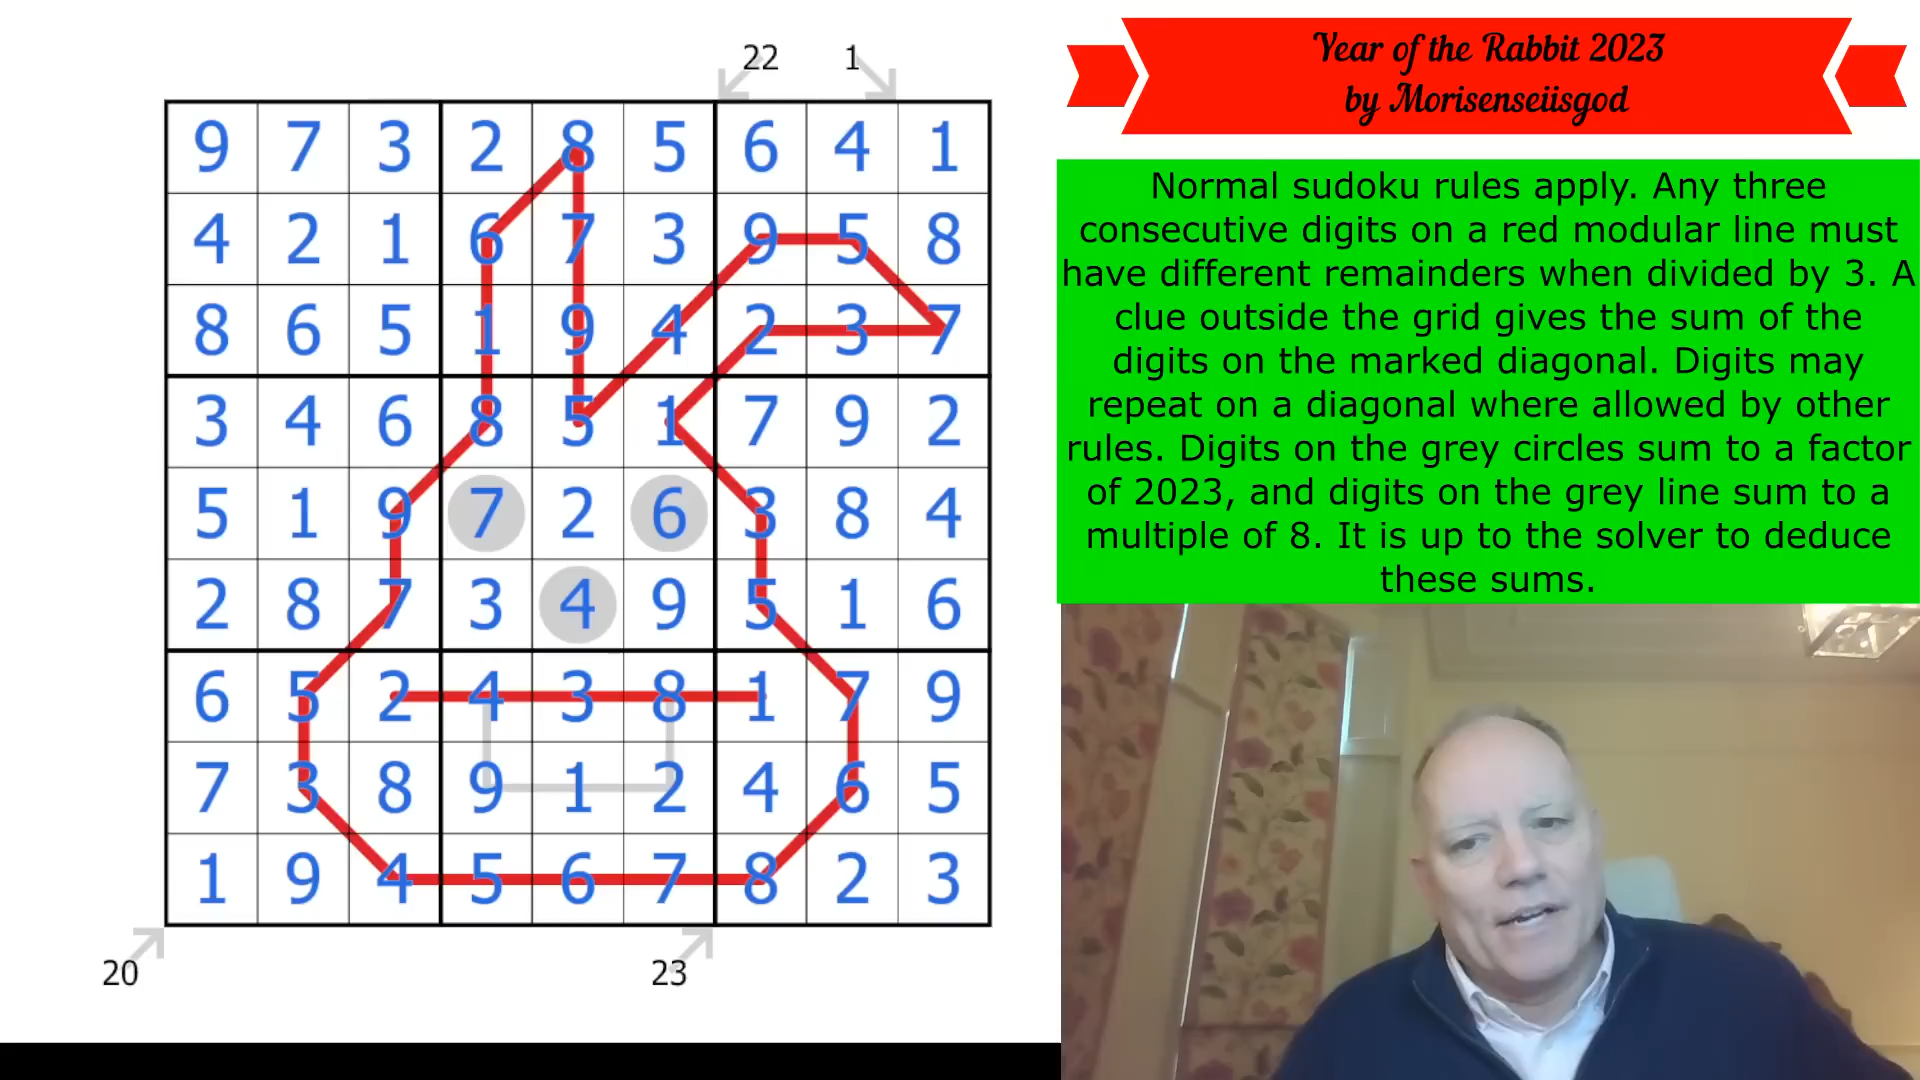 22 1
9 7 3 2 8 5 6 4 1
4 2 1 6 7 3 9 5 8
8 6 5 1 9 4 2 3 7
3 4 6 8 5 1 7 9 2
5 1 9 7 2 6 3 8 4
2 8 7 3 4 9 5 1 6
6 5 2 4 3 8 1 7 9
7 3 8 9 1 2 4 6 5
1 9 4 5 6 7 8 2 3
20 23
Year of the Rabbit 2023
by Morisenseiisgod
Normal sudoku rules apply. Any three
consecutive digits on a red modular line must
have different remainders when divided by 3. A
clue outside the grid gives the sum of the
digits on the marked diagonal. Digits may
repeat on a diagonal where allowed by other
rules. Digits on the grey circles sum to a factor
of 2023, and digits on the grey line sum to a
multiple of 8. It is up to the solver to deduce
these sums.